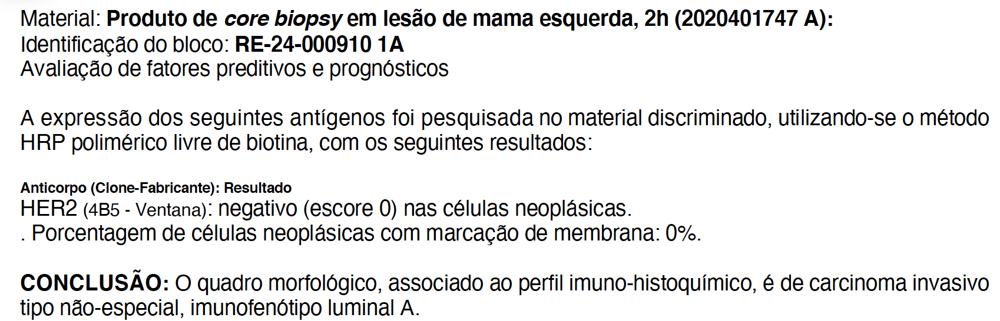 Material: Produto de core biopsy em lesão de mama esquerda, 2h (2020401747 A):
Identificação do bloco: RE-24-000910 1A
Avaliação de fatores preditivos e prognósticos
A expressão dos seguintes antígenos foi pesquisada no material discriminado, utilizando-se o método
HRP polimérico livre de biotina, com os seguintes resultados:
Anticorpo (Clone-Fabricante): Resultado
HER2 (4B5 - Ventana): negativo (escore 0) nas células neoplásicas.
. Porcentagem de células neoplásicas com marcação de membrana: 0%.
CONCLUSÃO: O quadro morfológico, associado ao perfil imuno-histoquímico, é de carcinoma invasivo
tipo não-especial, imunofenótipo luminal A.